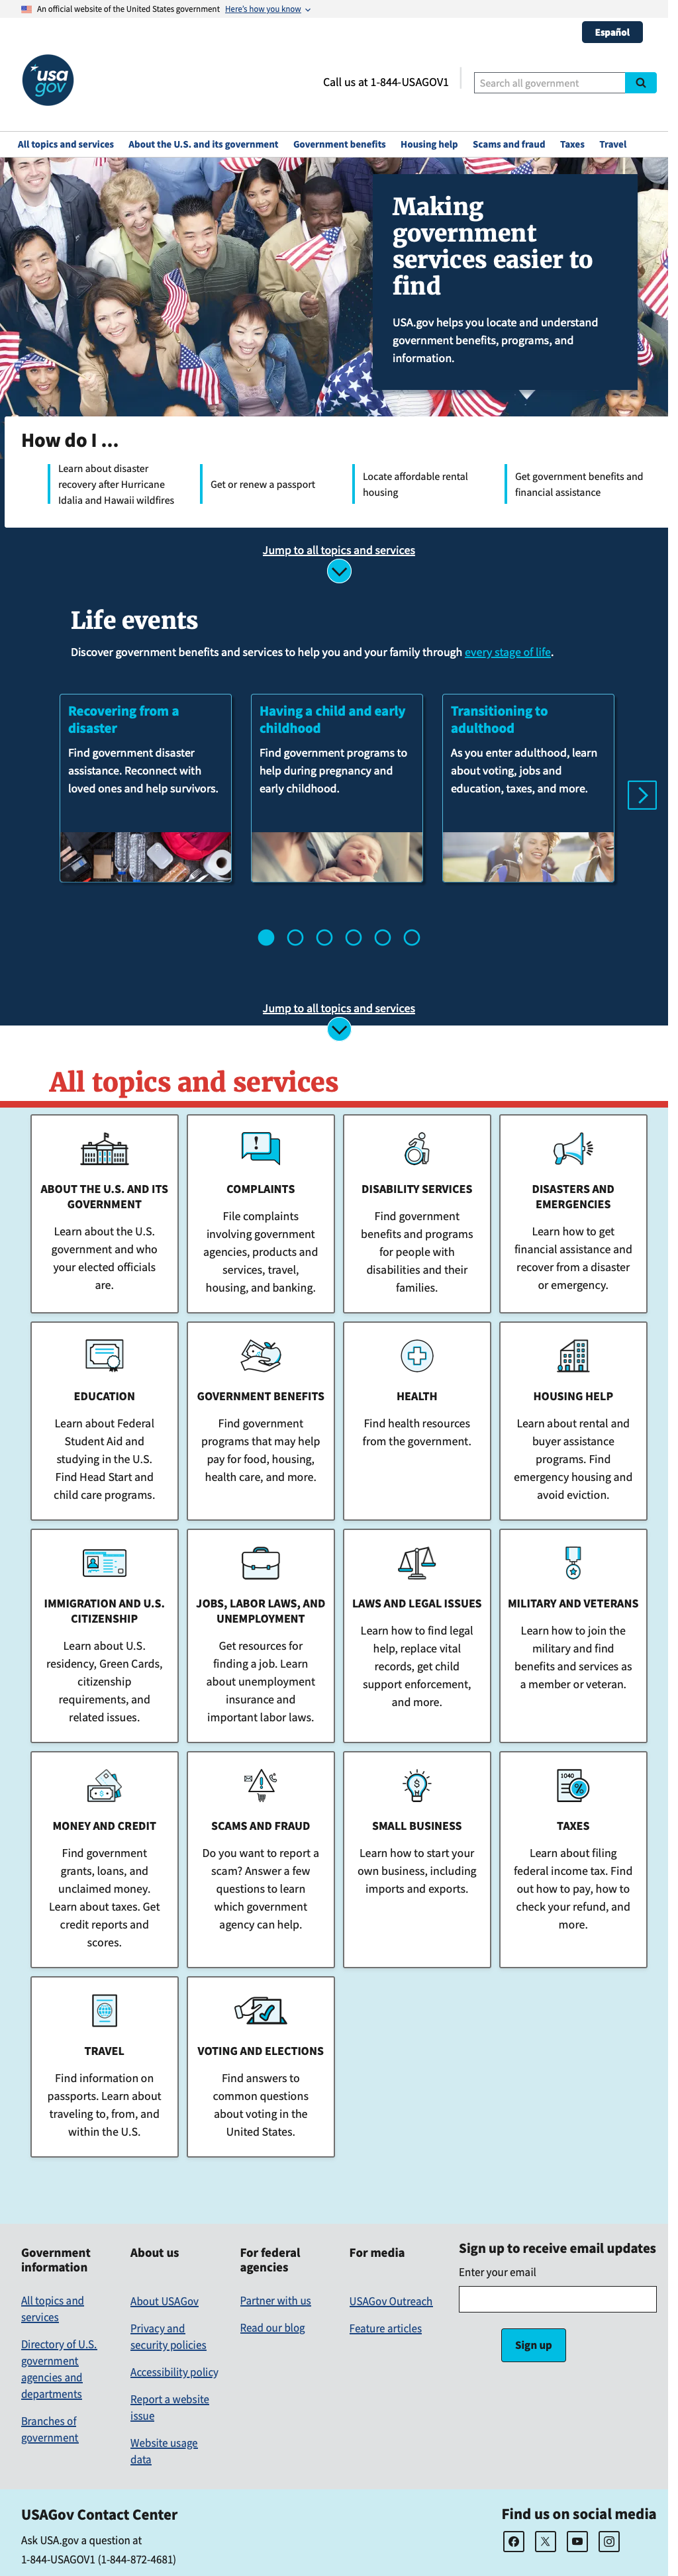 An official website of the United States government Here's how you know
Español
usa
gov
Call us at 1-844-USAGOV1
Search all government
All topics and services
About the U.S. and its government
Government benefits
Housing help
Scams and fraud
Taxes
Travel
Making
government
services easier to
find
USA.gov helps you locate and understand
government benefits, programs, and
information.
How do I ...
Learn about disaster
recovery after Hurricane
Idalia and Hawaii wildfires
Get or renew a passport
Locate affordable rental
housing
Get government benefits and
financial assistance
Jump to all topics and services
Life events
Discover government benefits and services to help you and your family through every stage of life.
Recovering from a
disaster
Find government disaster
assistance. Reconnect with
loved ones and help survivors.
Having a child and early
childhood
Find government programs to
help during pregnancy and
early childhood.
Transitioning to
adulthood
As you enter adulthood, learn
about voting, jobs and
education, taxes, and more.
Jump to all topics and services
All topics and services
ABOUT THE U.S. AND ITS
GOVERNMENT
Learn about the U.S.
government and who
your elected officials
are.
COMPLAINTS
File complaints
involving government
agencies, products and
services, travel,
housing, and banking.
DISABILITY SERVICES
Find government
benefits and programs
for people with
disabilities and their
families.
DISASTERS AND
EMERGENCIES
Learn how to get
financial assistance and
recover from a disaster
or emergency.
EDUCATION
Learn about Federal
Student Aid and
studying in the U.S.
Find Head Start and
child care programs.
GOVERNMENT BENEFITS
Find government
programs that may help
pay for food, housing,
health care, and more.
HEALTH
Find health resources
from the government.
HOUSING HELP
Learn about rental and
buyer assistance
programs. Find
emergency housing and
avoid eviction.
IMMIGRATION AND U.S.
CITIZENSHIP
Learn about U.S.
residency, Green Cards,
citizenship
requirements, and
related issues.
JOBS, LABOR LAWS, AND
UNEMPLOYMENT
Get resources for
finding a job. Learn
about unemployment
insurance and
important labor laws.
LAWS AND LEGAL ISSUES
Learn how to find legal
help, replace vital
records, get child
support enforcement,
and more.
MILITARY AND VETERANS
Learn how to join the
military and find
benefits and services as
a member or veteran.
MONEY AND CREDIT
Find government
grants, loans, and
unclaimed money.
Learn about taxes. Get
credit reports and
scores.
SCAMS AND FRAUD
Do you want to report a
scam? Answer a few
questions to learn
which government
agency can help.
SMALL BUSINESS
Learn how to start your
own business, including
imports and exports.
1040
TAXES
Learn about filing
federal income tax. Find
out how to pay, how to
check your refund, and
more.
TRAVEL
Find information on
passports. Learn about
traveling to, from, and
within the U.S.
VOTING AND ELECTIONS
Find answers to
common questions
about voting in the
United States.
Government
information
All topics and
services
Directory of U.S.
government
agencies and
departments
Branches of
government
About us
About USAGov
Privacy and
security policies
Accessibility policy
Report a website
issue
Website usage
data
For federal
agencies
Partner with us
Read our blog
For media
USAGov Outreach
Feature articles
Sign up to receive email updates
Enter your email
Sign up
USAGov Contact Center
Ask USA.gov a question at
1-844-USAGOV1 (1-844-872-4681)
Find us on social media